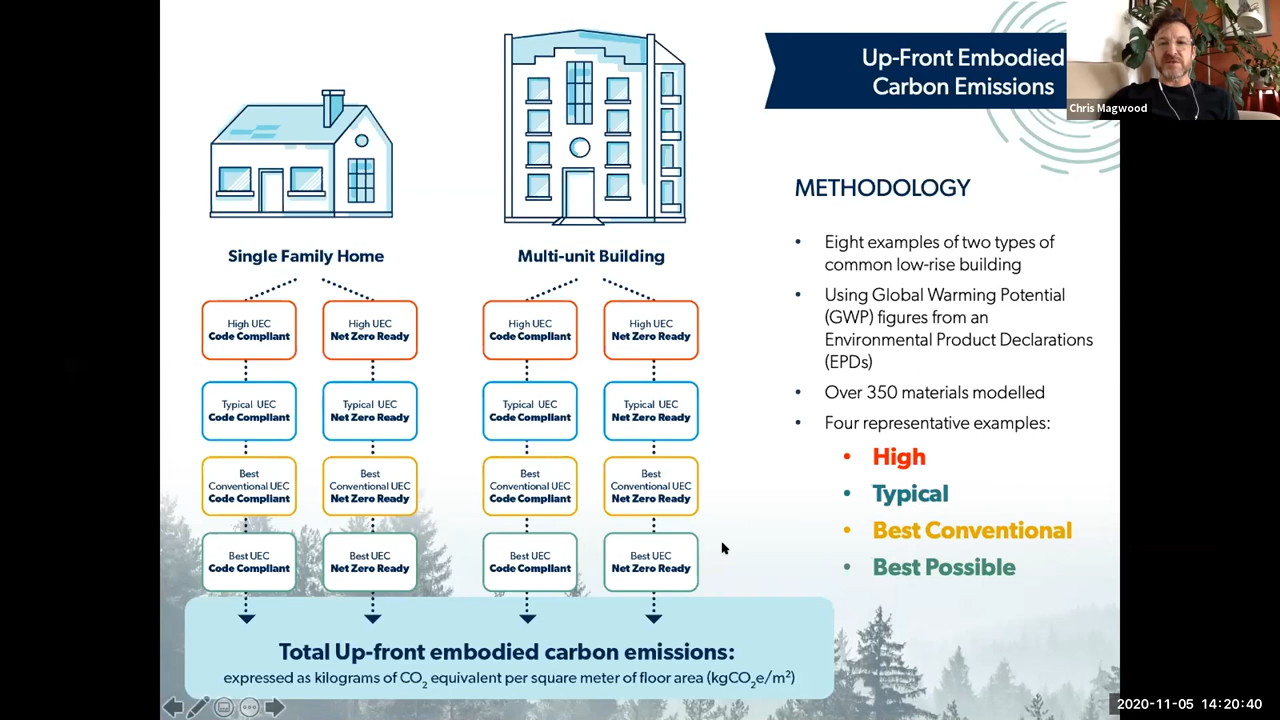 Up-Front Embodied
Carbon Emissions
Chris Magwood
Single Family Home
Multi-unit Building
High UEC
Code Compliant
High UEC
Net Zero Ready
High UEC
Code Compliant
High UEC
Net Zero Ready
Typical UEC
Code Compliant
Typical UEC
Net Zero Ready
Typical UEC
Code Compliant
Typical UEC
Net Zero Ready
Best
Conventional UEC
Code Compliant
Best
Conventional UEC
Net Zero Ready
Best
Conventional UEC
Code Compliant
Best
Conventional UEC
Net Zero Ready
Best UEC
Code Compliant
Best UEC
Net Zero Ready
Best UEC
Code Compliant
Best UEC
Net Zero Ready
Total Up-front embodied carbon emissions:
expressed as kilograms of CO₂ equivalent per square meter of floor area (kgCO₂e/m²)
METHODOLOGY
• Eight examples of two types of
common low-rise building
• Using Global Warming Potential
(GWP) figures from an
Environmental Product Declarations
(EPDs)
• Over 350 materials modelled
• Four representative examples:
• High
• Typical
• Best Conventional
• Best Possible
2020-11-05 14:20:40